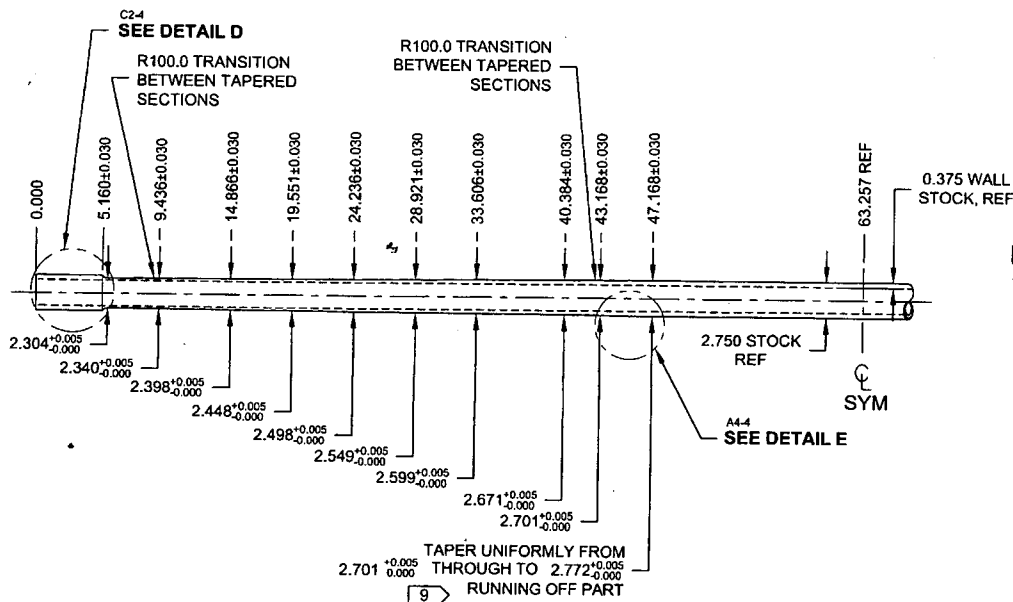 C2-4
SEE DETAIL D
R100.0 TRANSITION
BETWEEN TAPERED
SECTIONS
R100.0 TRANSITION
BETWEEN TAPERED
SECTIONS
0.000
5.160±0.030
9.436±0.030
14.866±0.030
19.551±0.030
24.236±0.030
28.921±0.030
33.606±0.030
40.384±0.030
43.168±0.030
47.168±0.030
63.257 REF
0.375 WALL
STOCK, REF
2.304 +0.005 -0.000
2.340 +0.005 -0.000
2.398 +0.005 -0.000
2.448 +0.005 -0.000
2.498 +0.005 -0.000
2.549 +0.005 -0.000
2.599 +0.005 -0.000
2.671 +0.005 -0.000
2.701 +0.005 -0.000
2.750 STOCK
REF
℄
SYM
A4-4
SEE DETAIL E
TAPER UNIFORMLY FROM
2.701 +0.005 0.000 THROUGH TO 2.772 +0.005 -0.000
RUNNING OFF PART
9